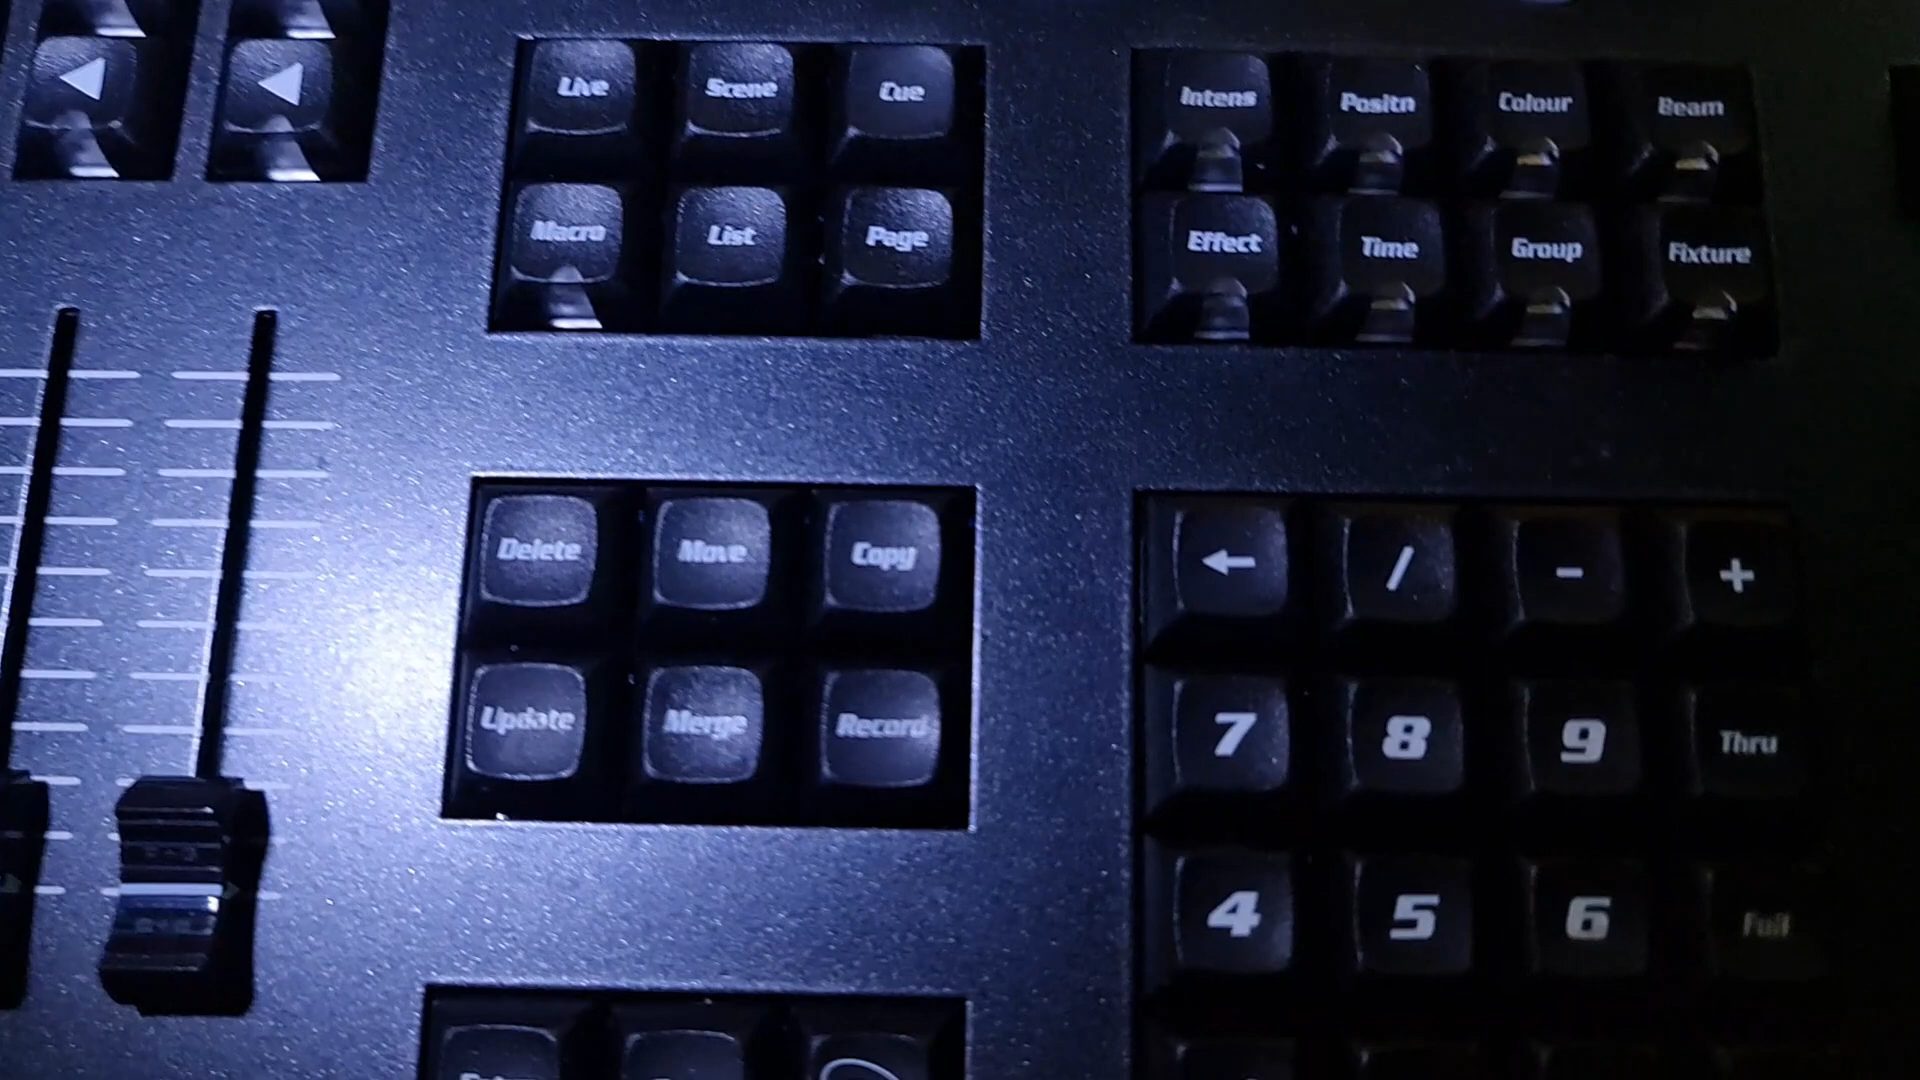 Live Scene Cue
Macro List Page
Intens Positn Colour Beam
Effect Time Group Fixture
Delete Move Copy
Update Merge Record
← / - +
7 8 9 Thru
4 5 6 Full